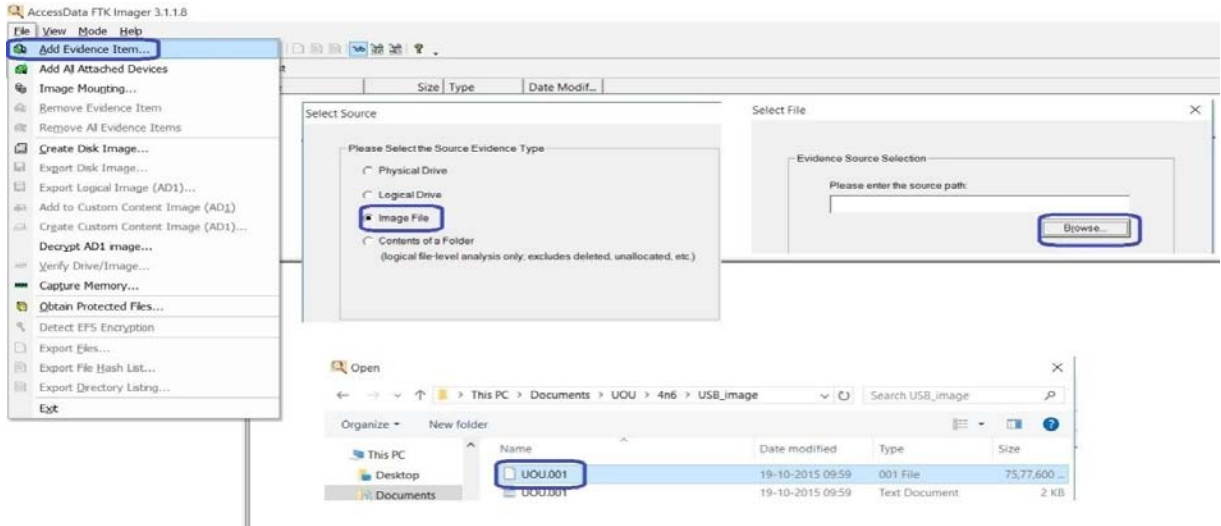 AccessData FTK Imager 3.1.1.8
File View Mode Help
Add Evidence Item...
Add All Attached Devices
Image Mounting...
Remove Evidence Item
Remove All Evidence Items
Create Disk Image...
Export Disk Image...
Export Logical Image (AD1)...
Add to Custom Content Image (AD1)
Create Custom Content Image (AD1)...
Decrypt AD1 image...
Verify Drive/Image...
Capture Memory...
Obtain Protected Files...
Detect EFS Encryption
Export Files...
Export File Hash List...
Export Directory Listing...
Exit
Size Type Date Modif...
Select Source
Please Select the Source Evidence Type
Physical Drive
Logical Drive
Image File
Contents of a Folder
(logical file-level analysis only, excludes deleted, unallocated, etc.)
Select File
Evidence Source Selection
Please enter the source path:
Browse...
Open
This PC > Documents > UOU > 4n6 > USB_image
Search USB_image
Organize New folder
This PC
Desktop
Documents
Name Date modified Type Size
UOU.001 19-10-2015 09:59 001 File 75,77,600 ...
UOU.001 19-10-2015 09:59 Text Document 2 KB